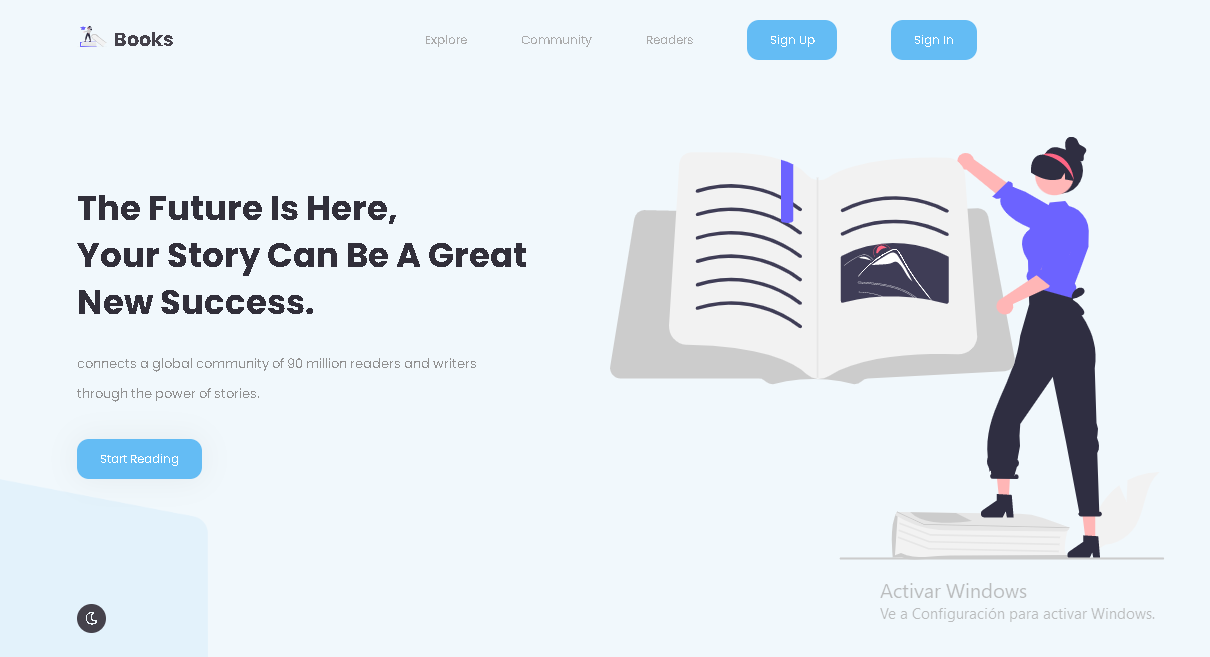 Books
Explore Community Readers Sign Up Sign In
The Future Is Here,
Your Story Can Be A Great
New Success.
connects a global community of 90 million readers and writers
through the power of stories.
Start Reading
Activar Windows
Ve a Configuración para activar Windows.